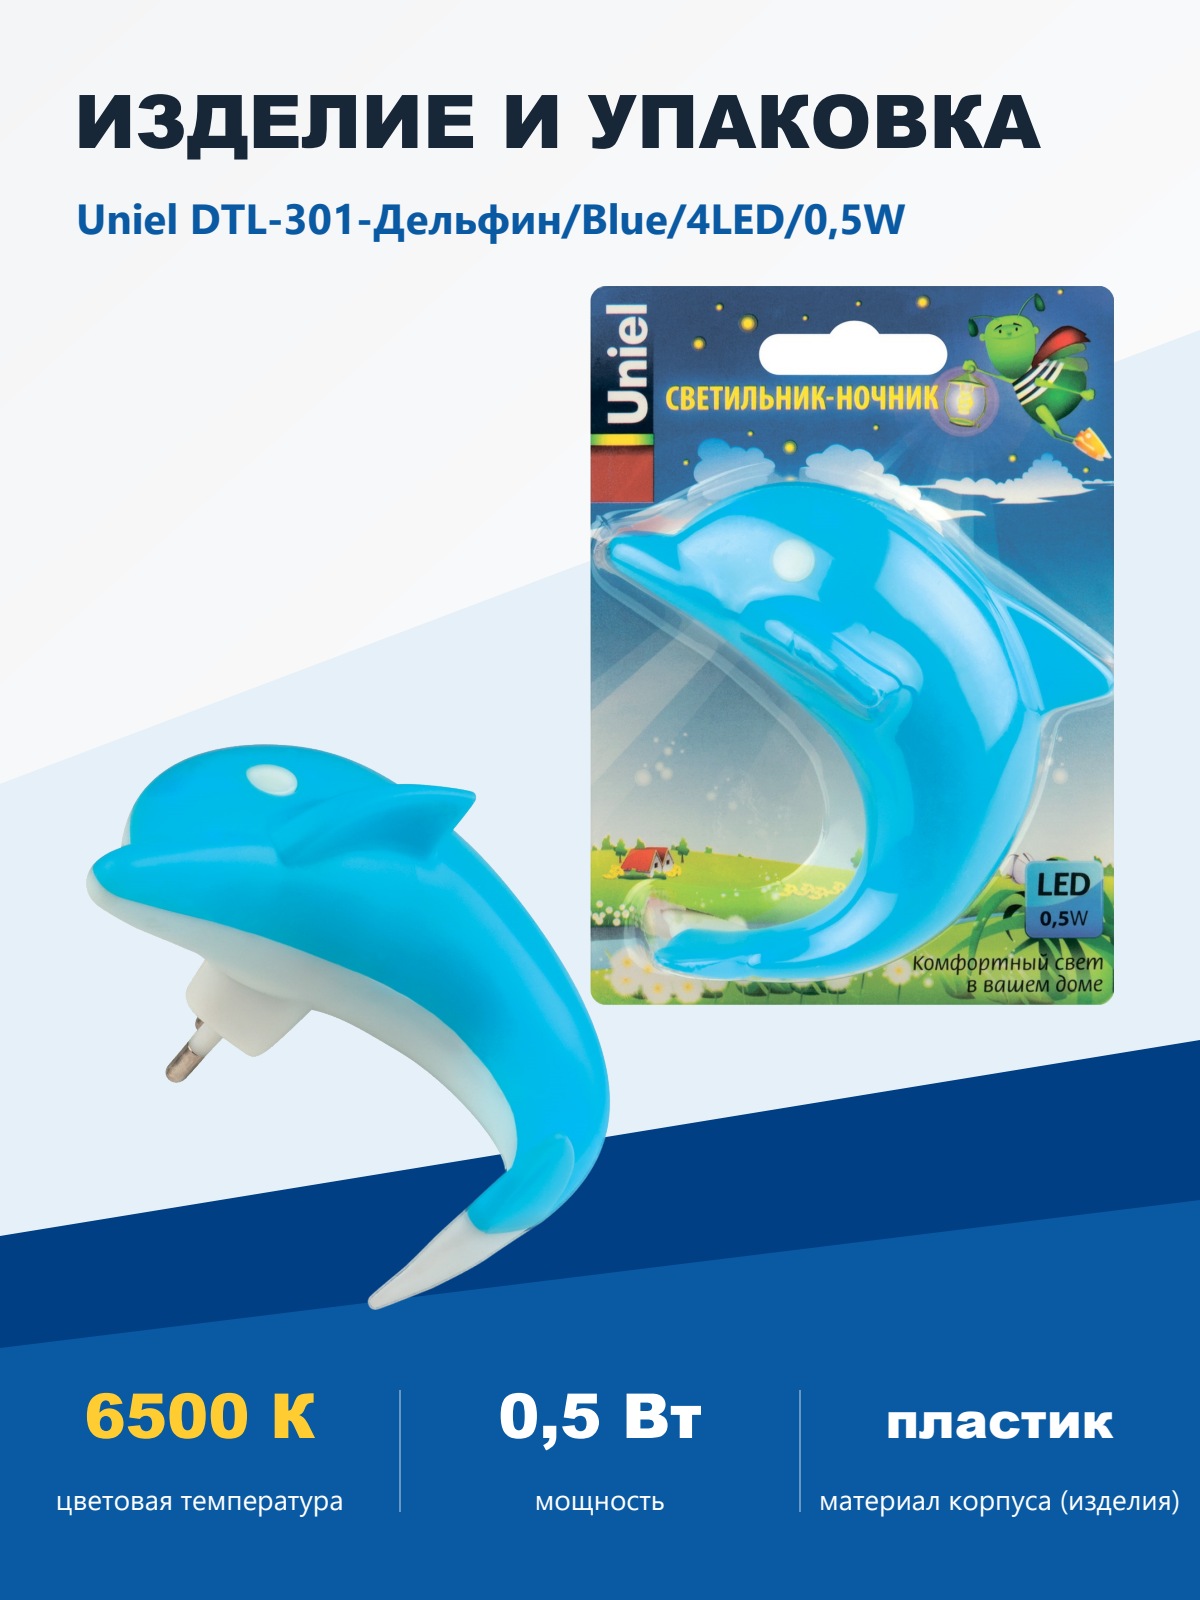 ИЗДЕЛИЕ И УПАКОВКА
Uniel DTL-301-Дельфин/Blue/4LED/0,5W
Uniel
СВЕТИЛЬНИК-НОЧНИК
LED
0,5W
Комфортный свет
в вашем доме
6500 К
цветовая температура
0,5 Вт
мощность
пластик
материал корпуса (изделия)